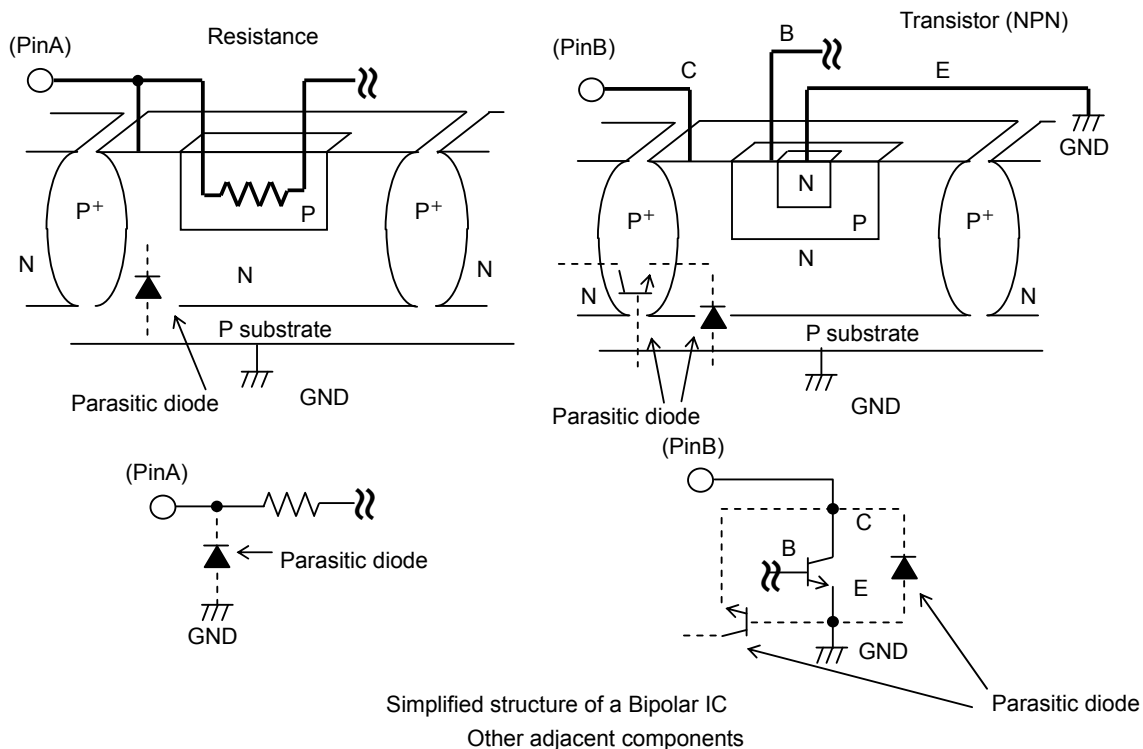 Resistance
(PinA)
P+
P
P+
N
N
N
P substrate
GND
Parasitic diode
Transistor (NPN)
B
(PinB)
C
E
GND
N
P+
P
P+
N
N
N
P substrate
GND
Parasitic diode
(PinA)
Parasitic diode
GND
(PinB)
C
B
E
GND
Parasitic diode
Simplified structure of a Bipolar IC
Other adjacent components